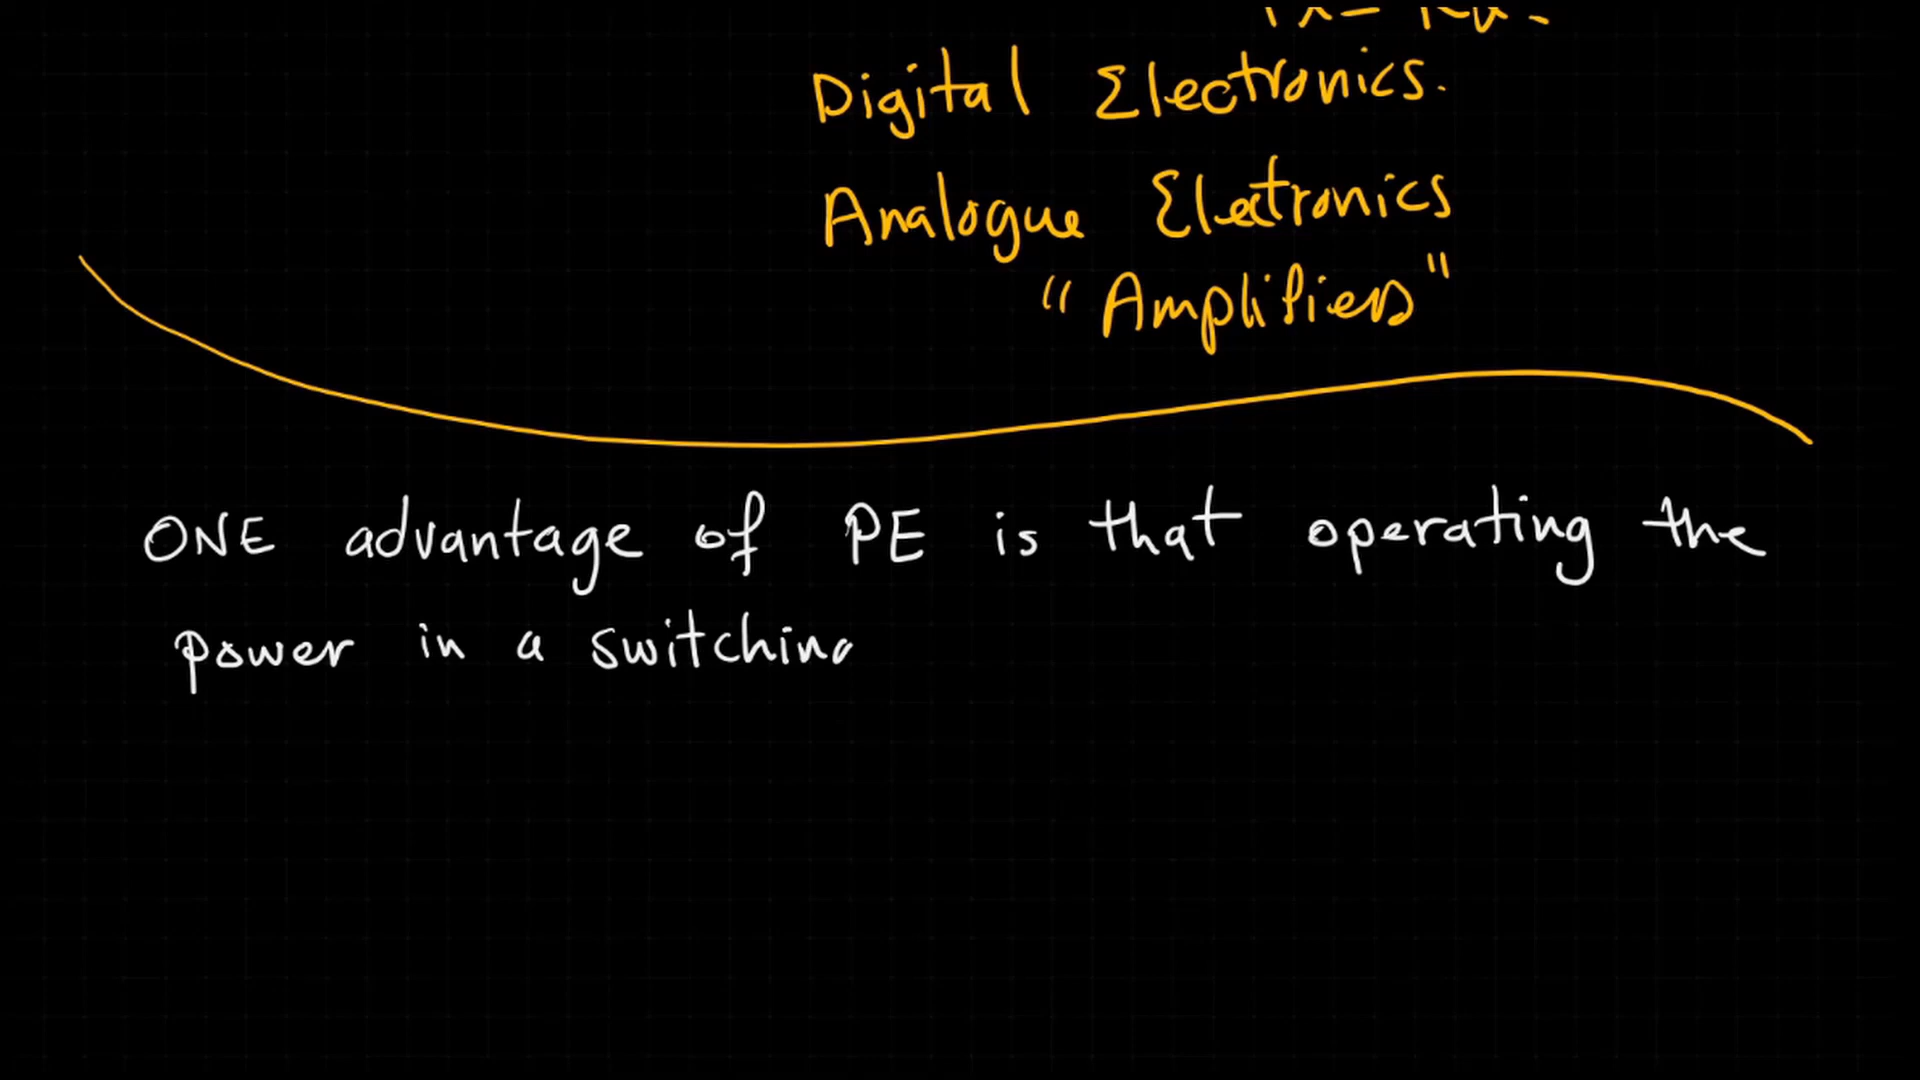 Digital Electronics.
Analogue Electronics
"Amplifiers"
ONE advantage of PE is that operating the
power in a switching